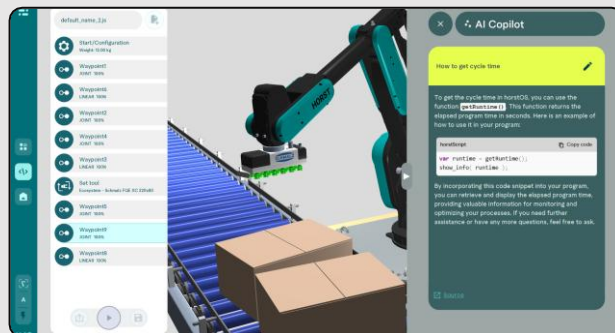 default_name_2.js
Start/Configuration
Weight: 10.00 kg
Waypoint1
JOINT 100%
Waypoint6
LINEAR 100%
Waypoint2
JOINT 100%
Waypoint4
JOINT 100%
Waypoint3
LINEAR 100%
Set tool
Waypoint5
JOINT 100%
Waypoint9
JOINT 100%
Waypoint8
LINEAR 100%
HORST
AI Copilot
How to get cycle time
To get the cycle time in horstOS, you can use the
function getRuntime(). This function returns the
elapsed program time in seconds. Here is an example
of how to use it in your program:
horstScript
Copy code
var runtime = getRuntime();
show_info( runtime );
By incorporating this code snippet into your program,
you can retrieve and display the elapsed program time,
providing valuable information for monitoring and
optimizing your processes. If you need further
assistance or have any more questions, feel free to ask.
Source
A